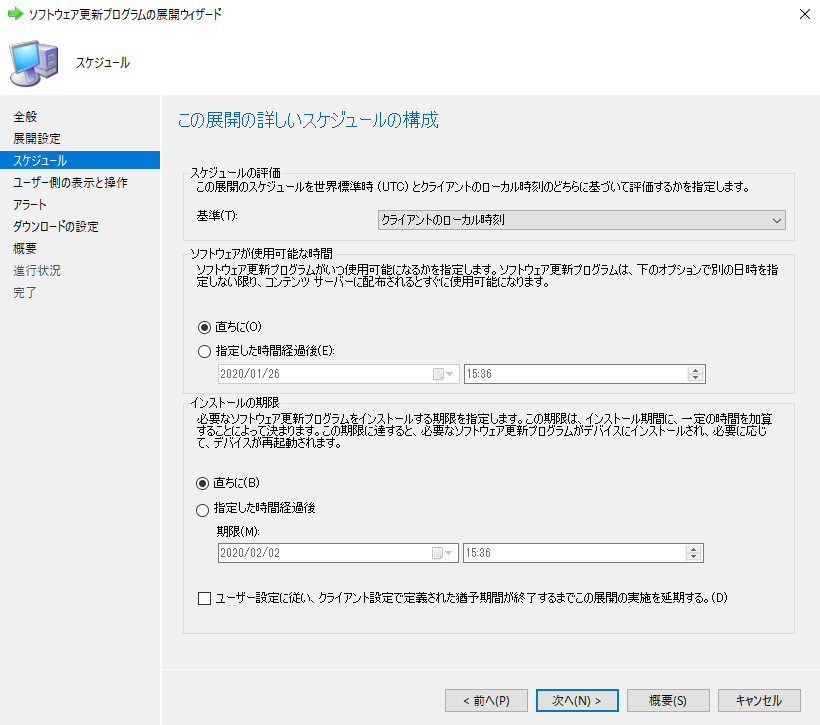 ソフトウェア更新プログラムの展開ウィザード
スケジュール
全般
展開設定
スケジュール
ユーザー側の表示と操作
アラート
ダウンロードの設定
概要
進行状況
完了
この展開の詳しいスケジュールの構成
スケジュールの評価
この展開のスケジュールを世界標準時 (UTC) とクライアントのローカル時刻のどちらに基づいて評価するかを指定します。
基準(T):
クライアントのローカル時刻
ソフトウェアが使用可能な時間
ソフトウェア更新プログラムがいつ使用可能になるかを指定します。ソフトウェア更新プログラムは、下のオプションで別の日時を指
定しない限り、コンテンツ サーバーに配布されるとすぐに使用可能になります。
直ちに(O)
指定した時間経過後(E):
2020/01/26
15:36
インストールの期限
必要なソフトウェア更新プログラムをインストールする期限を指定します。この期限は、インストール期間に、一定の時間を加算
することによって決まります。この期限に達すると、必要なソフトウェア更新プログラムがデバイスにインストールされ、必要に応じ
て、デバイスが再起動されます。
直ちに(B)
指定した時間経過後
期限(M):
2020/02/02
15:36
ユーザー設定に従い、クライアント設定で定義された猶予期間が終了するまでこの展開の実施を延期する。(D)
< 前へ(P)
次へ(N) >
概要(S)
キャンセル